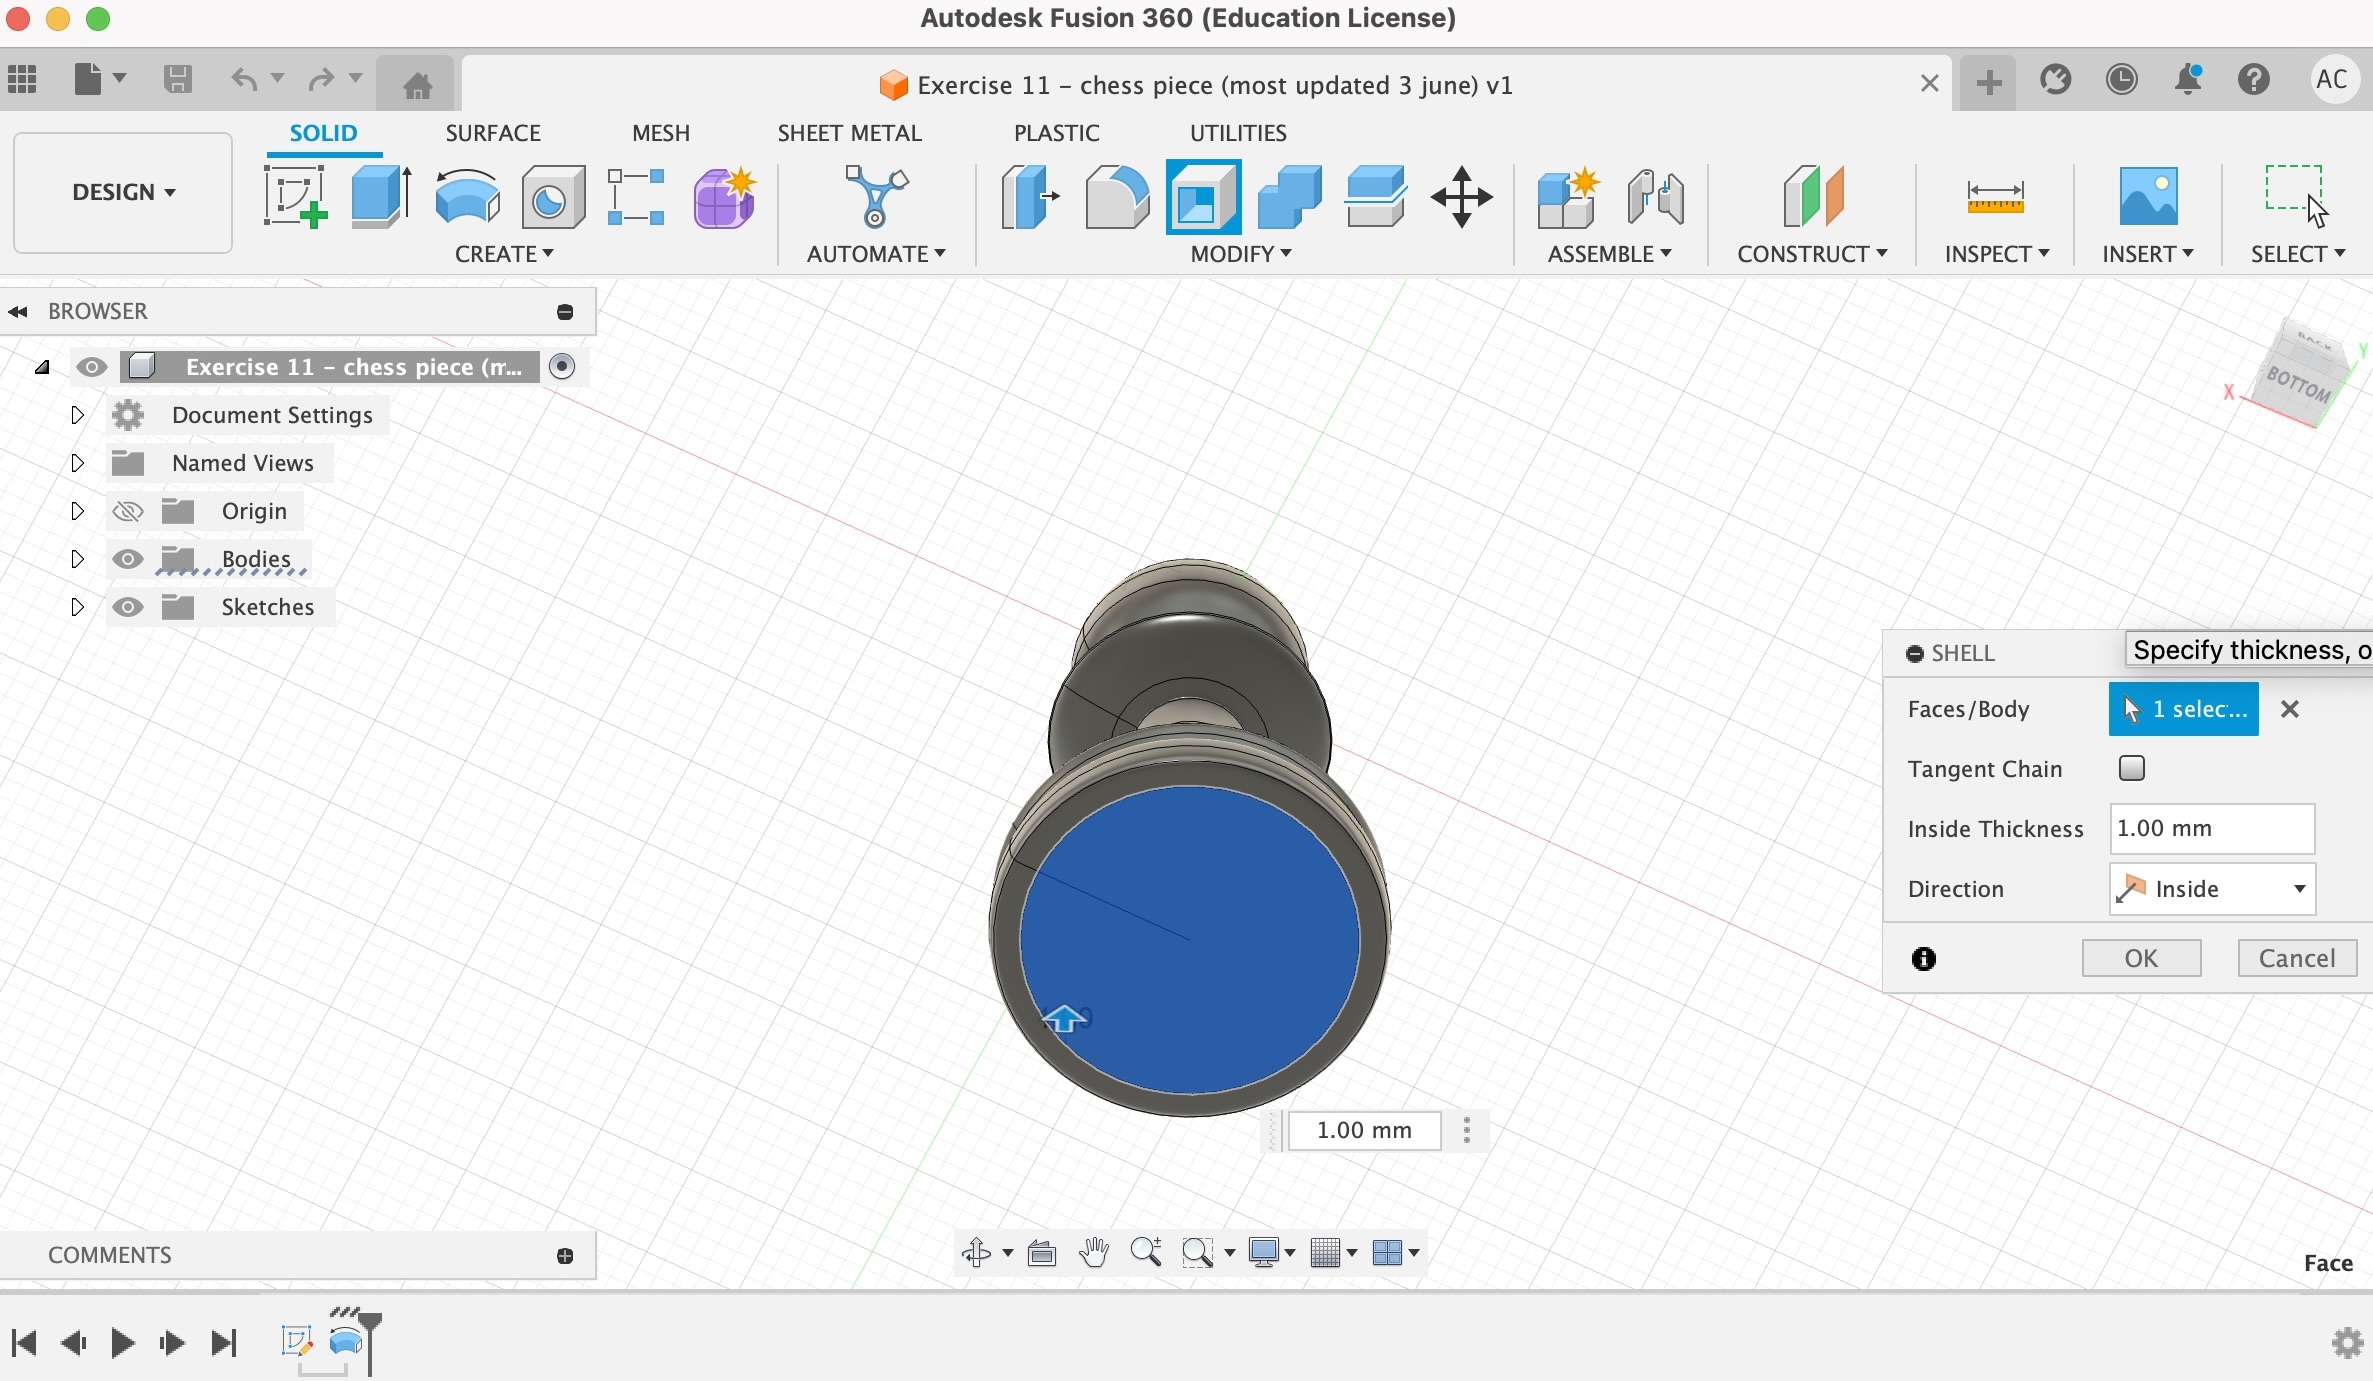 Autodesk Fusion 360 (Education License)
Exercise 11 – chess piece (most updated 3 june) v1
AC
SOLID SURFACE MESH SHEET METAL PLASTIC UTILITIES
DESIGN
CREATE AUTOMATE MODIFY ASSEMBLE CONSTRUCT INSPECT INSERT SELECT
BROWSER
Exercise 11 – chess piece (m...
Document Settings
Named Views
Origin
Bodies
Sketches
BACK
BOTTOM
X
Y
SHELL
Specify thickness, o
Faces/Body 1 selec...
Tangent Chain
Inside Thickness 1.00 mm
Direction Inside
OK Cancel
1.00 mm
COMMENTS
Face